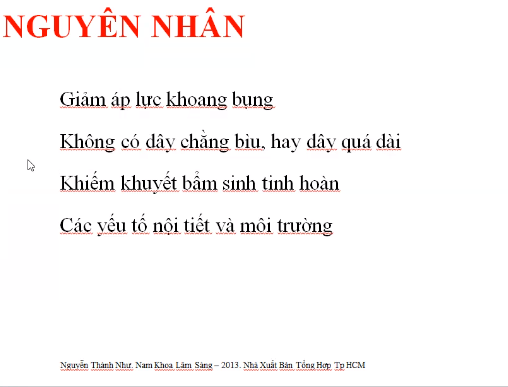 NGUYÊN NHÂN
Giảm áp lực khoang bụng
Không có dây chằng bìu, hay dây quá dài
Khiếm khuyết bẩm sinh tinh hoàn
Các yếu tố nội tiết và môi trường
Nguyễn Thành Như. Nam Khoa Lâm Sàng – 2013. Nhà Xuất Bản Tổng Hợp Tp HCM